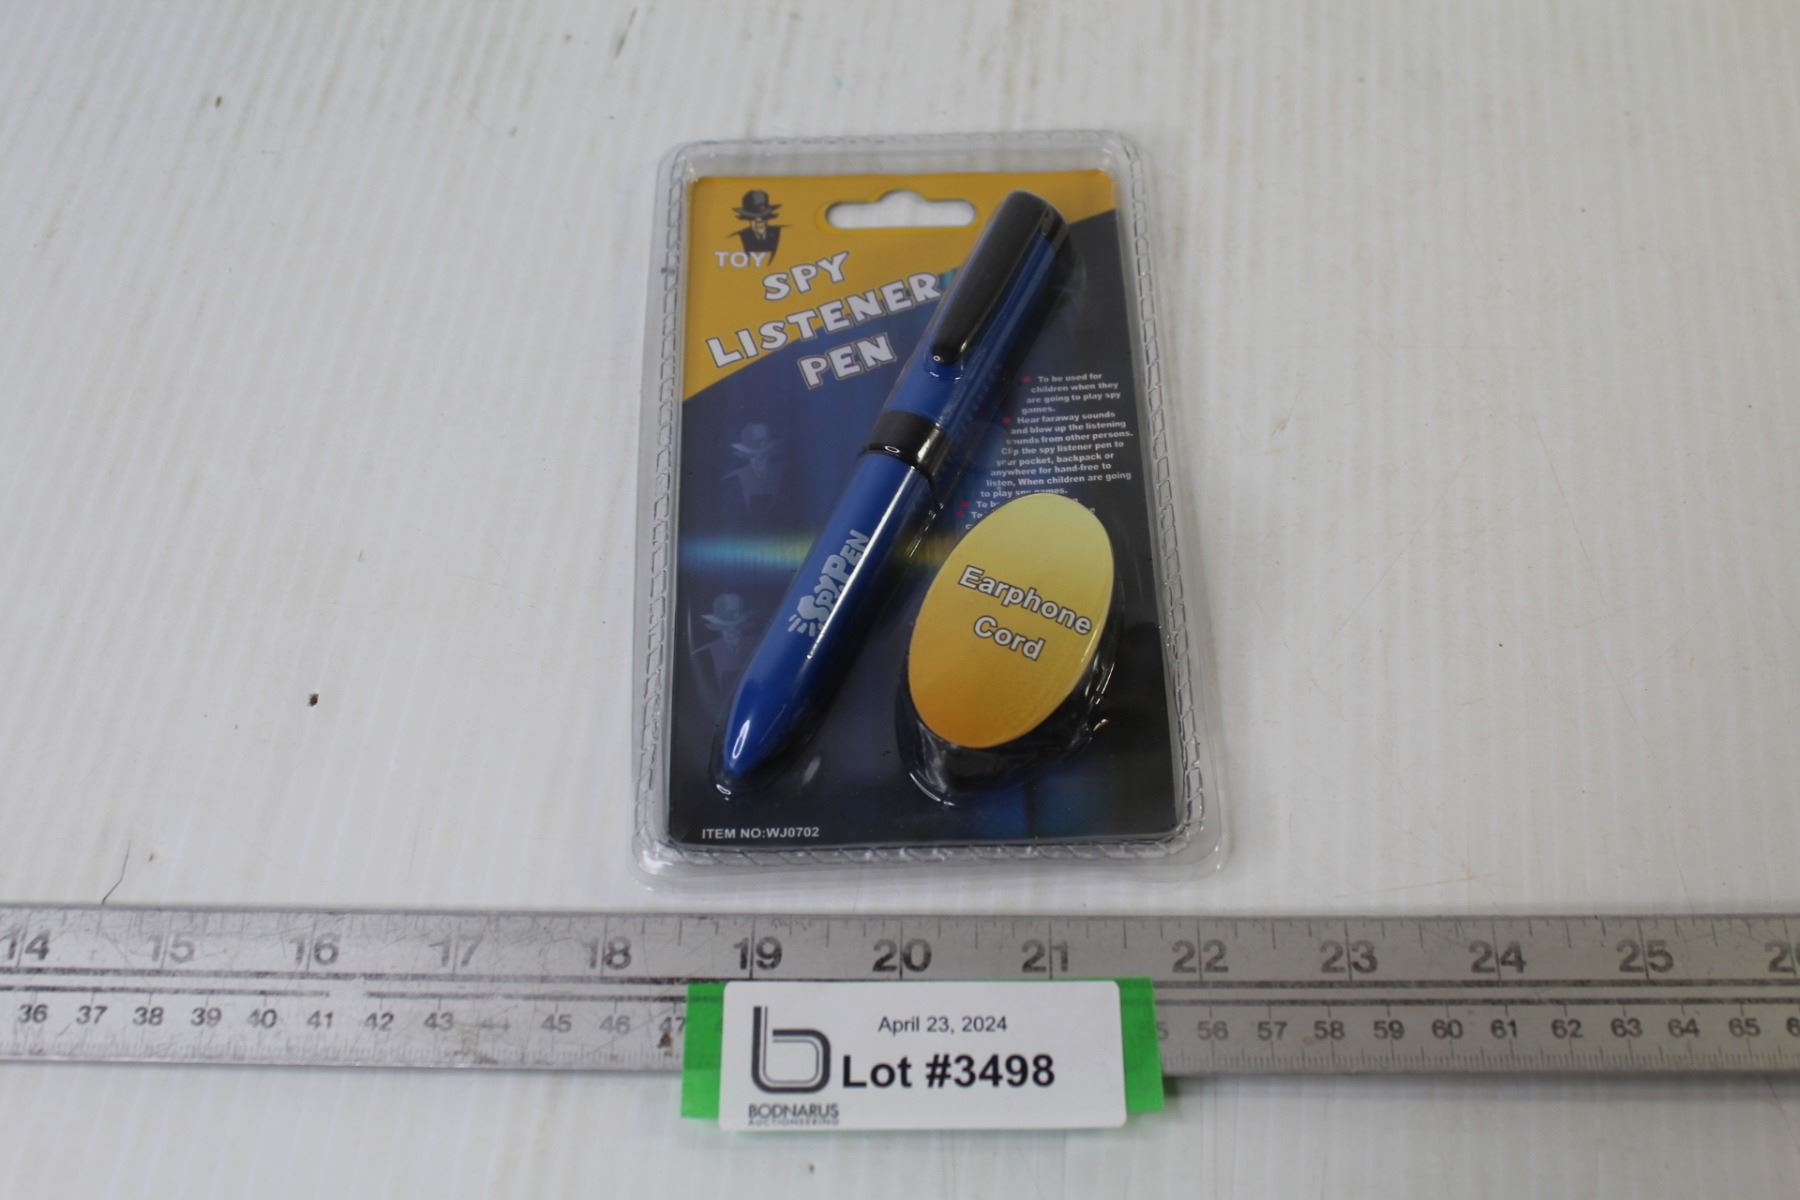 TOY
SPY
LISTENER
PEN
To be used for
children when they
are going to play spy
games.
Hear faraway sounds
and blow up the listening
sounds from other persons.
Clip the spy listener pen to
your pocket, backpack or
anywhere for hand-free to
listen, When children are going
to play spy games.
To
SPYPEN
Earphone
Cord
ITEM NO:WJ0702
14 15 16 17 18 19 20 21 22 23 24 25
36 37 38 39 40 41 42 43 44 45 46 47 56 57 58 59 60 61 62 63 64 65
April 23, 2024
Lot #3498
BODNARUS
AUCTIONEERING